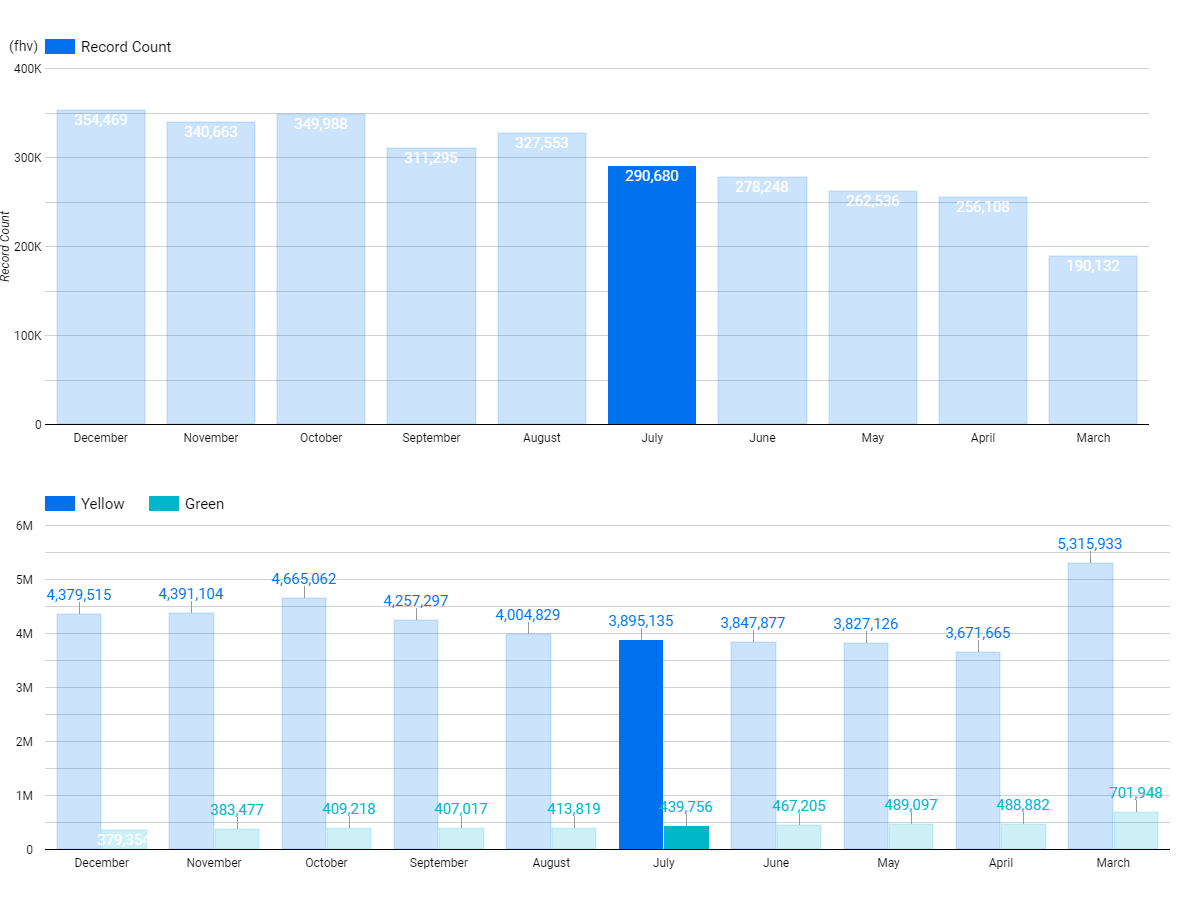 (fhv) Record Count
400K
300K
200K
100K
0
Record Count
354,469 340,663 349,988 311,295 327,553 290,680 278,248 262,536 256,108 190,132
December November October September August July June May April March
Yellow Green
6M
5M
4M
3M
2M
1M
0
4,379,515 4,391,104 4,665,062 4,257,297 4,004,829 3,895,135 3,847,877 3,827,126 3,671,665 5,315,933
379,354 383,477 409,218 407,017 413,819 439,756 467,205 489,097 488,882 701,948
December November October September August July June May April March